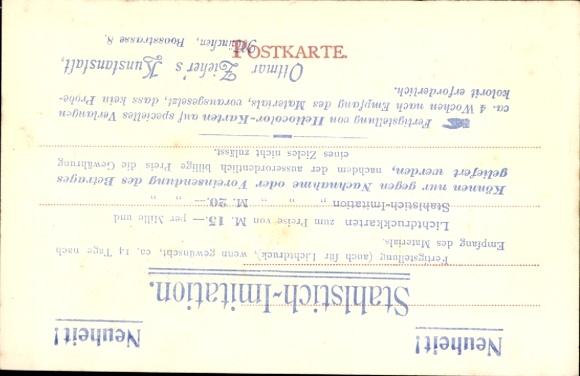 POSTKARTE.
Neuheit! Neuheit!
Stahlstich-Imitation.
Fertigstellung (auch für Lichtdruck), wenn gewünscht, ca. 14 Tage nach
Empfang des Materials.
Lichtdruckkarten zum Preise von M. 15.— per Mille und
Stahlstich-Imitation „ „ „ M. 20.— „ „
Können nur gegen Nachnahme oder Voreinsendung des Betrages
geliefert werden, nachdem der ausserordentlich billige Preis die Gewährung
eines Zieles nicht zulässt.
Fertigstellung von Heliocolor-Karten auf specielles Verlangen
ca. 4 Wochen nach Empfang des Materials, vorausgesetzt, dass kein Probe-
kolorit erforderlich.
Ottmar Zieher's Kunstanstalt,
München, Roosstrasse 8.